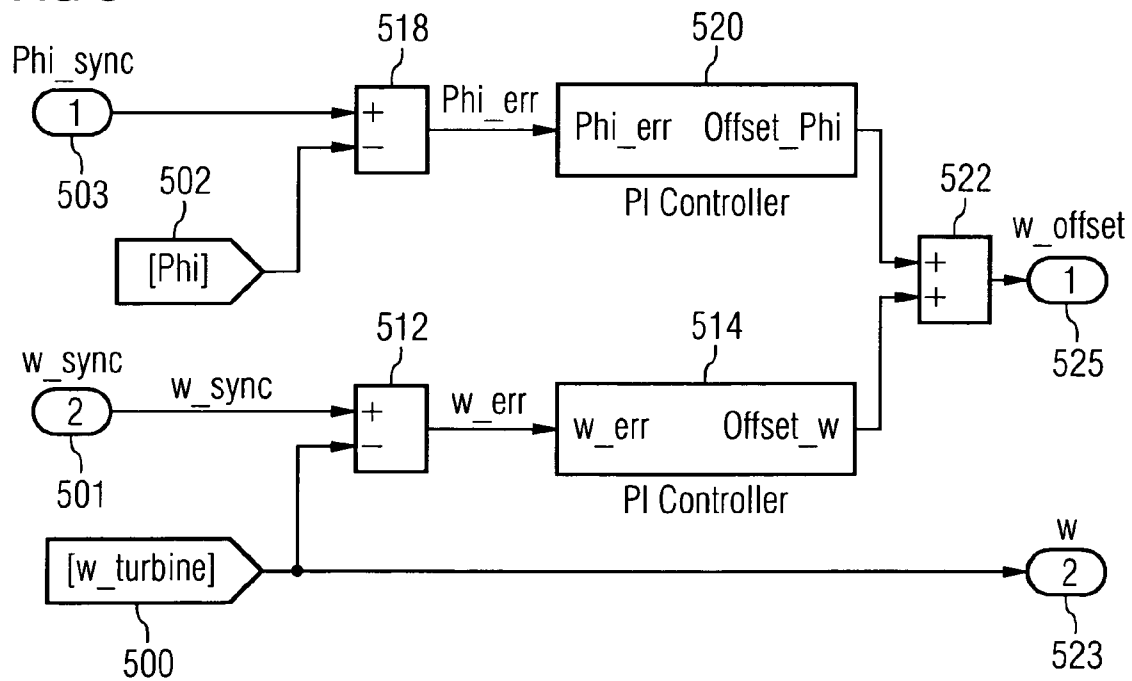 518
520
Phi_sync
1
503
+
−
Phi_err
Phi_err Offset_Phi
PI Controller
502
[Phi]
522
+
+
w_offset
1
525
w_sync
2
501
w_sync
512
+
−
w_err
514
w_err Offset_w
PI Controller
[w_turbine]
500
w
2
523